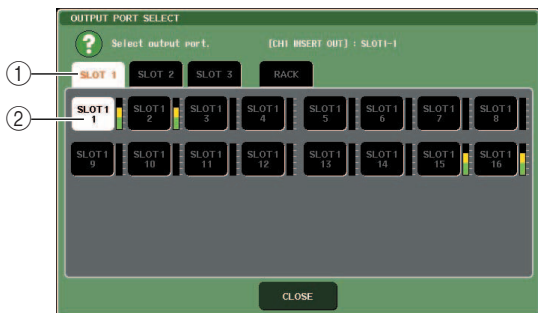 OUTPUT PORT SELECT
? Select output port. [CH1 INSERT OUT] : SLOT1-1
① SLOT 1 SLOT 2 SLOT 3 RACK
② SLOT1 1 SLOT1 2 SLOT1 3 SLOT1 4 SLOT1 5 SLOT1 6 SLOT1 7 SLOT1 8
SLOT1 9 SLOT1 10 SLOT1 11 SLOT1 12 SLOT1 13 SLOT1 14 SLOT1 15 SLOT1 16
CLOSE